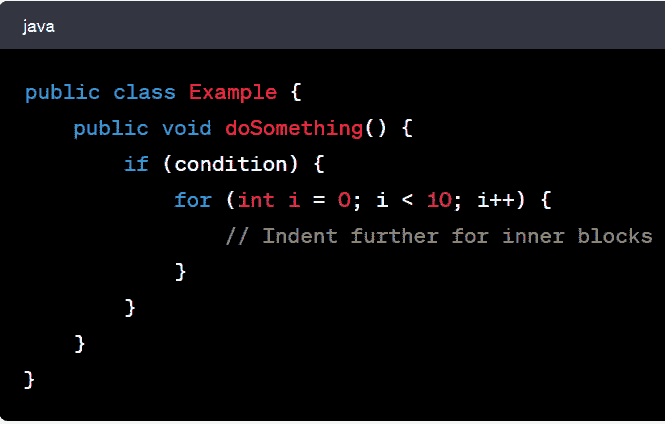 java
public class Example {
    public void doSomething() {
        if (condition) {
            for (int i = 0; i < 10; i++) {
                // Indent further for inner blocks
            }
        }
    }
}